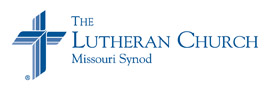 THE
LUTHERAN CHURCH
Missouri Synod
®